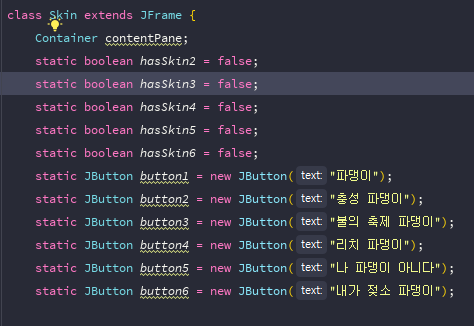 class Skin extends JFrame {
Container contentPane;
static boolean hasSkin2 = false;
static boolean hasSkin3 = false;
static boolean hasSkin4 = false;
static boolean hasSkin5 = false;
static boolean hasSkin6 = false;
static JButton button1 = new JButton( text: "파댕이");
static JButton button2 = new JButton( text: "충성 파댕이");
static JButton button3 = new JButton( text: "불의 축제 파댕이");
static JButton button4 = new JButton( text: "리치 파댕이");
static JButton button5 = new JButton( text: "나 파댕이 아니다");
static JButton button6 = new JButton( text: "내가 젖소 파댕이");